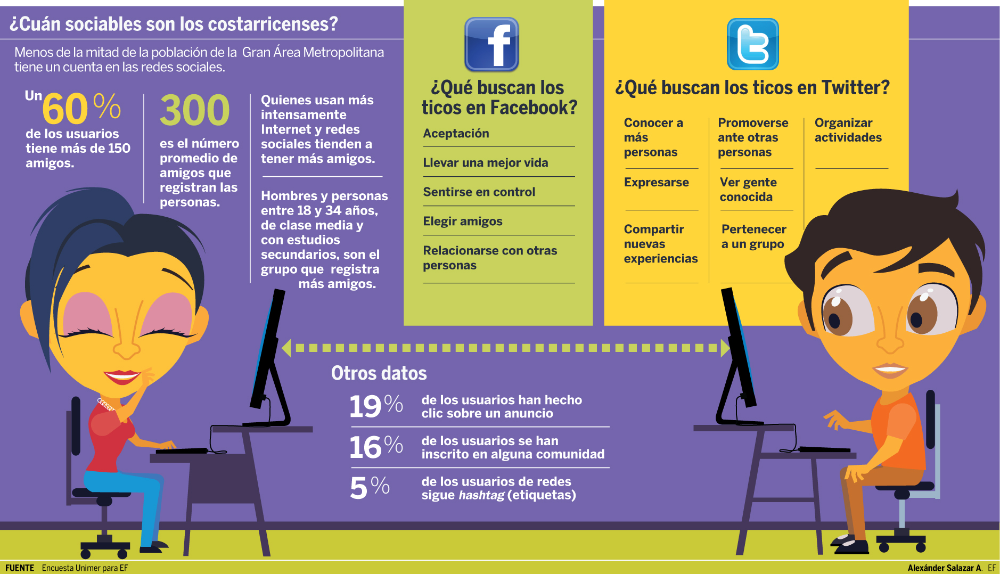 ¿Cuán sociables son los costarricenses?
Menos de la mitad de la población de la Gran Área Metropolitana
tiene un cuenta en las redes sociales.
Un 60%
de los usuarios
tiene más de 150
amigos.
300
es el número
promedio de
amigos que
registran las
personas.
Quienes usan más
intensamente
Internet y redes
sociales tienden a
tener más amigos.
Hombres y personas
entre 18 y 34 años,
de clase media y
con estudios
secundarios, son el
grupo que registra
más amigos.
f
¿Qué buscan los
ticos en Facebook?
Aceptación
Llevar una mejor vida
Sentirse en control
Elegir amigos
Relacionarse con otras
personas
t
¿Qué buscan los ticos en Twitter?
Conocer a
más
personas
Expresarse
Compartir
nuevas
experiencias
Promoverse
ante otras
personas
Ver gente
conocida
Pertenecer
a un grupo
Organizar
actividades
Otros datos
19%
de los usuarios han hecho
clic sobre un anuncio
16%
de los usuarios se han
inscrito en alguna comunidad
5%
de los usuarios de redes
sigue hashtag (etiquetas)
FUENTE Encuesta Unimer para EF
Alexánder Salazar A. EF